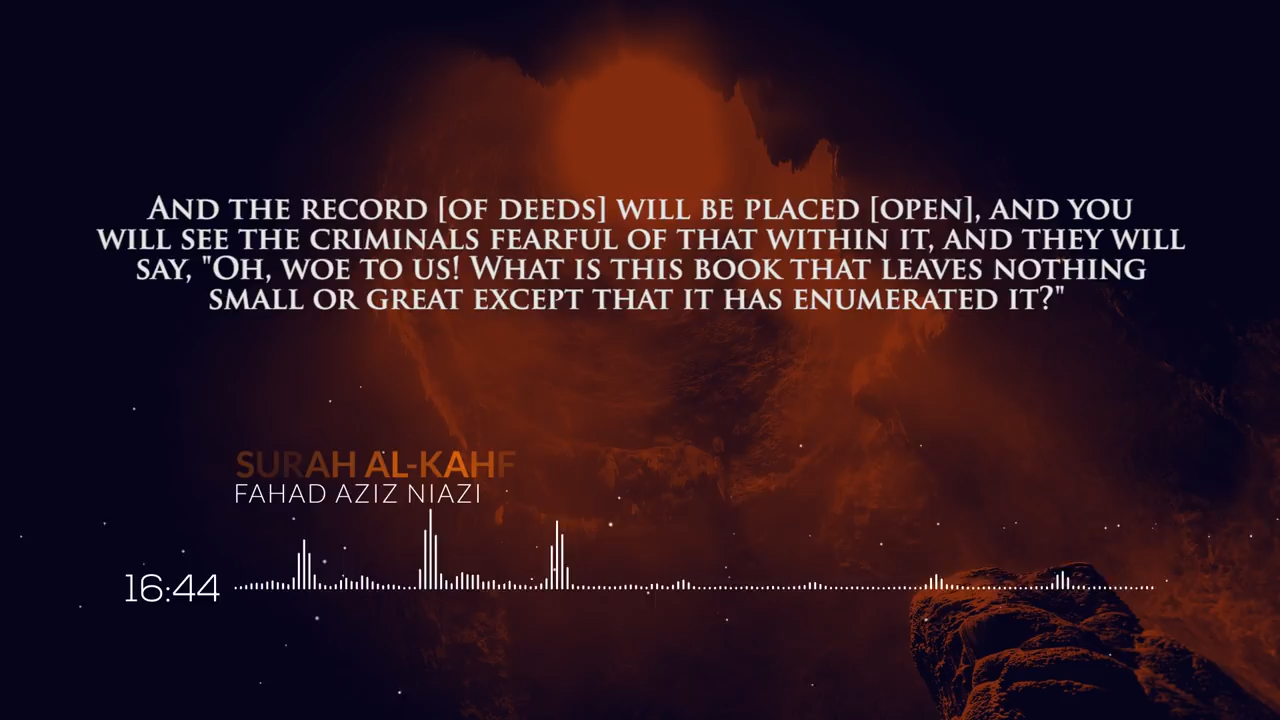 And the record [of deeds] will be placed [open], and you
will see the criminals fearful of that within it, and they will
say, "Oh, woe to us! What is this book that leaves nothing
small or great except that it has enumerated it?"
SURAH AL-KAHF
FAHAD AZIZ NIAZI
16:44